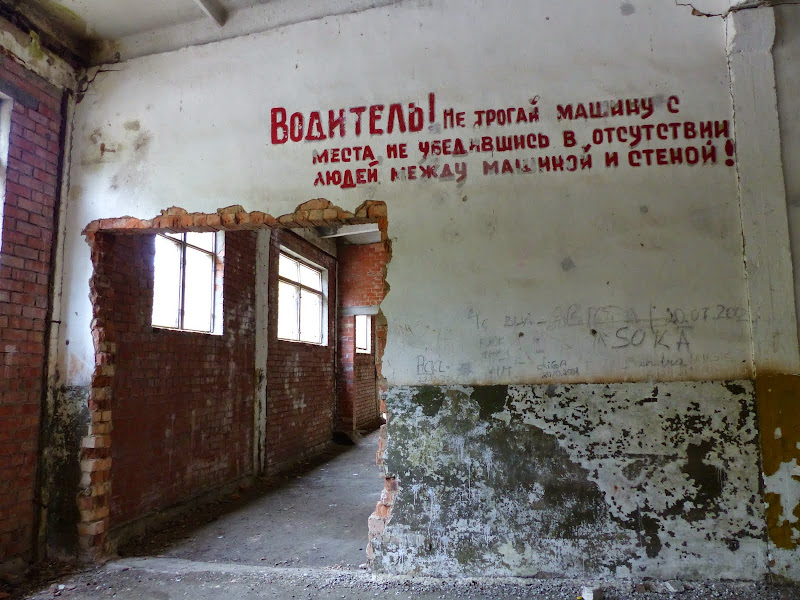 Водитель! Не трогай машину с
места не убедившись в отсутствии
людей между машиной и стеной!
SOKA